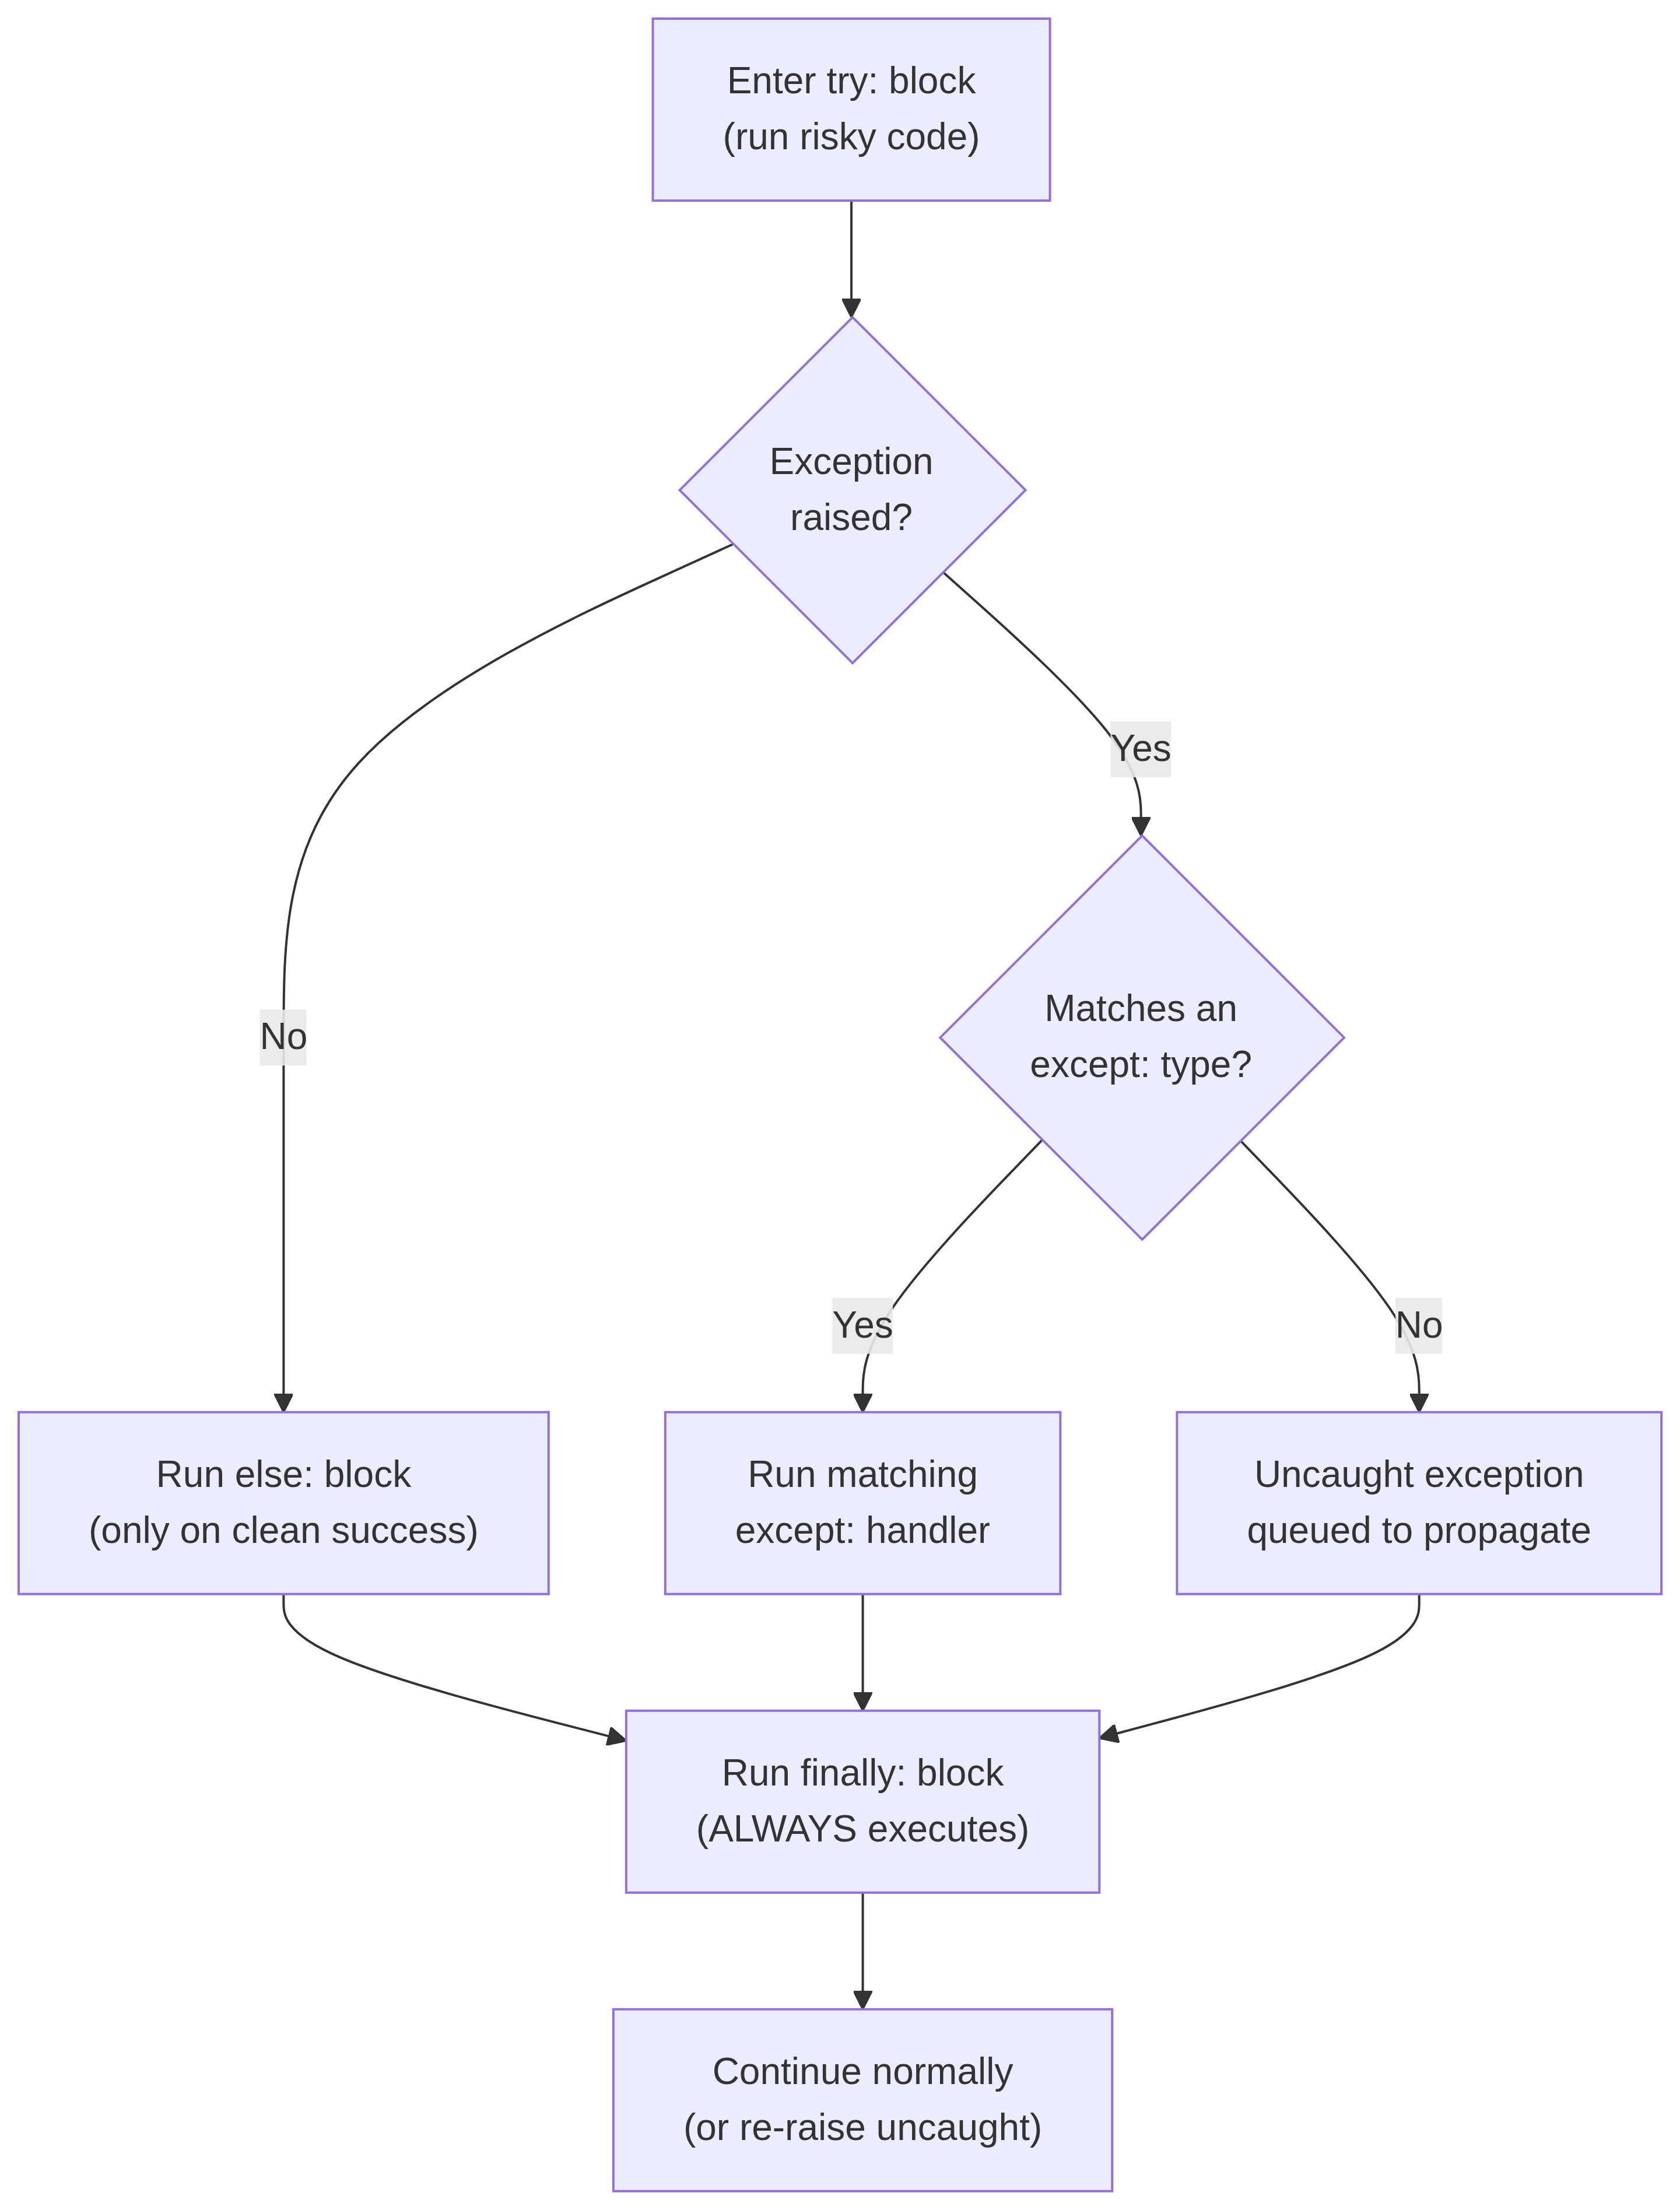 Enter try: block
(run risky code)
Exception
raised?
Yes
No
Matches an
except: type?
Yes
No
Run else: block
(only on clean success)
Run matching
except: handler
Uncaught exception
queued to propagate
Run finally: block
(ALWAYS executes)
Continue normally
(or re-raise uncaught)